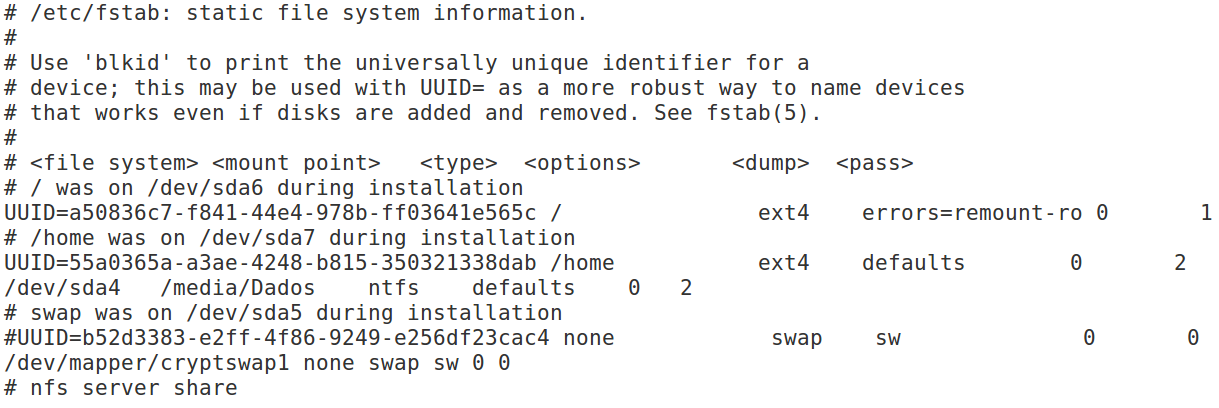 # /etc/fstab: static file system information.
#
# Use 'blkid' to print the universally unique identifier for a
# device; this may be used with UUID= as a more robust way to name devices
# that works even if disks are added and removed. See fstab(5).
#
# <file system> <mount point>   <type>  <options>       <dump>  <pass>
# / was on /dev/sda6 during installation
UUID=a50836c7-f841-44e4-978b-ff03641e565c /               ext4    errors=remount-ro 0       1
# /home was on /dev/sda7 during installation
UUID=55a0365a-a3ae-4248-b815-350321338dab /home           ext4    defaults        0       2
/dev/sda4   /media/Dados    ntfs    defaults    0   2
# swap was on /dev/sda5 during installation
#UUID=b52d3383-e2ff-4f86-9249-e256df23cac4 none            swap    sw              0       0
/dev/mapper/cryptswap1 none swap sw 0 0
# nfs server share